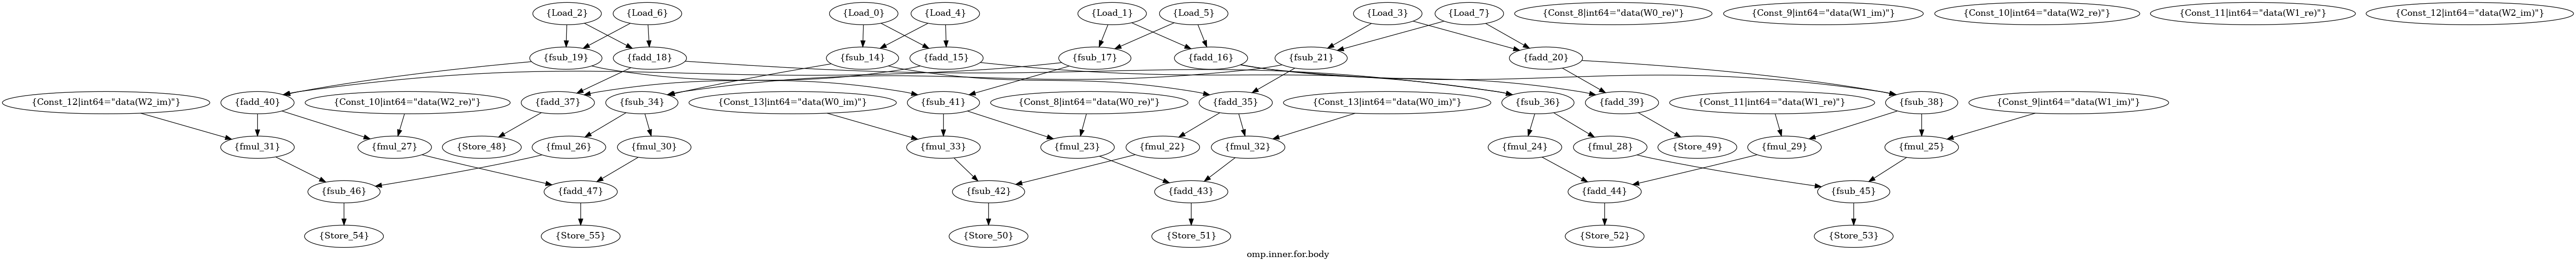 {Load_2}
{Load_6}
{Load_0}
{Load_4}
{Load_1}
{Load_5}
{Load_3}
{Load_7}
{Const_8|int64="data(W0_re)"}
{Const_9|int64="data(W1_im)"}
{Const_10|int64="data(W2_re)"}
{Const_11|int64="data(W1_re)"}
{Const_12|int64="data(W2_im)"}
{fsub_19}
{fadd_18}
{fsub_14}
{fadd_15}
{fsub_17}
{fadd_16}
{fsub_21}
{fadd_20}
{Const_12|int64="data(W2_im)"}
{fadd_40}
{Const_10|int64="data(W2_re)"}
{fadd_37}
{fsub_34}
{Const_13|int64="data(W0_im)"}
{fsub_41}
{Const_8|int64="data(W0_re)"}
{fadd_35}
{Const_13|int64="data(W0_im)"}
{fsub_36}
{fadd_39}
{Const_11|int64="data(W1_re)"}
{fsub_38}
{Const_9|int64="data(W1_im)"}
{fmul_31}
{fmul_27}
{Store_48}
{fmul_26}
{fmul_30}
{fmul_33}
{fmul_23}
{fmul_22}
{fmul_32}
{fmul_24}
{fmul_28}
{Store_49}
{fmul_29}
{fmul_25}
{fsub_46}
{fadd_47}
{fsub_42}
{fadd_43}
{fadd_44}
{fsub_45}
{Store_54}
{Store_55}
{Store_50}
{Store_51}
{Store_52}
{Store_53}
omp.inner.for.body